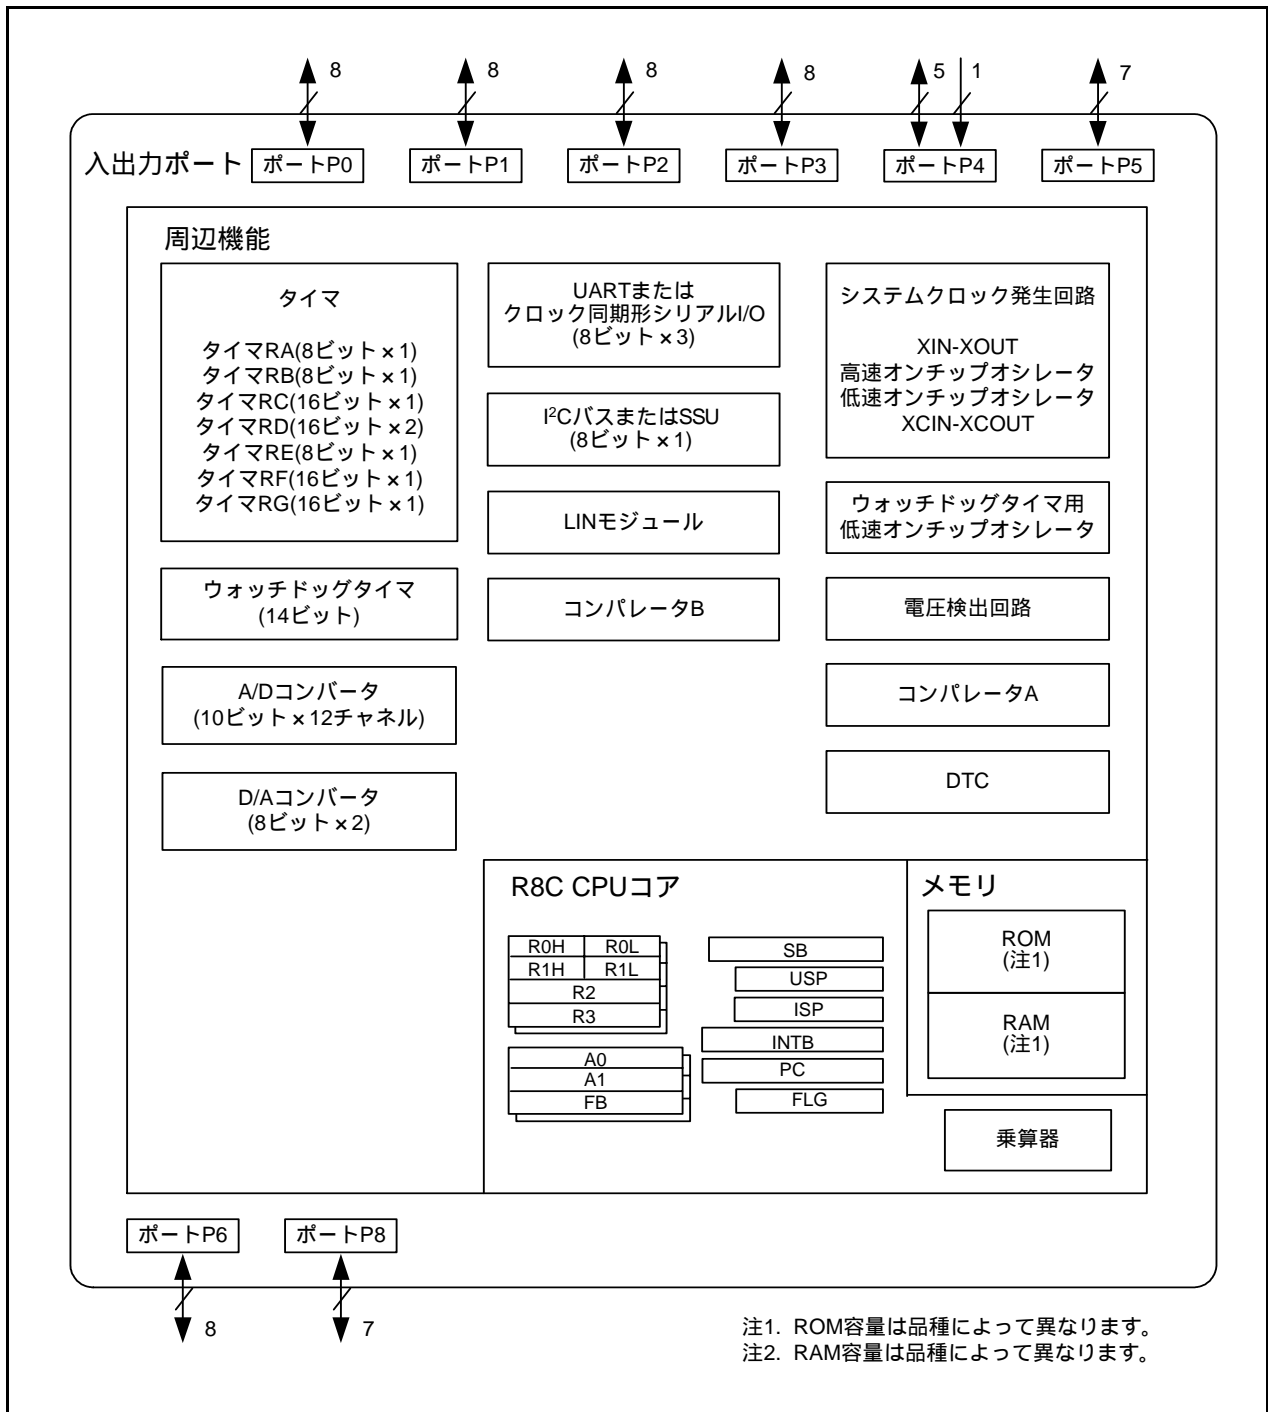 8 8 8 8 5 1 7
入出力ポート ポートP0 ポートP1 ポートP2 ポートP3 ポートP4 ポートP5
周辺機能
タイマ
タイマRA(8ビット×1)
タイマRB(8ビット×1)
タイマRC(16ビット×1)
タイマRD(16ビット×2)
タイマRE(8ビット×1)
タイマRF(16ビット×1)
タイマRG(16ビット×1)
ウォッチドッグタイマ
(14ビット)
A/Dコンバータ
(10ビット×12チャネル)
D/Aコンバータ
(8ビット×2)
UARTまたは
クロック同期形シリアルI/O
(8ビット×3)
I²CバスまたはSSU
(8ビット×1)
LINモジュール
コンパレータB
システムクロック発生回路
XIN-XOUT
高速オンチップオシレータ
低速オンチップオシレータ
XCIN-XCOUT
ウォッチドッグタイマ用
低速オンチップオシレータ
電圧検出回路
コンパレータA
DTC
R8C CPUコア
R0H R0L
R1H R1L
R2
R3
A0
A1
FB
SB
USP
ISP
INTB
PC
FLG
メモリ
ROM
(注1)
RAM
(注1)
乗算器
ポートP6 ポートP8
8 7
注1. ROM容量は品種によって異なります。
注2. RAM容量は品種によって異なります。